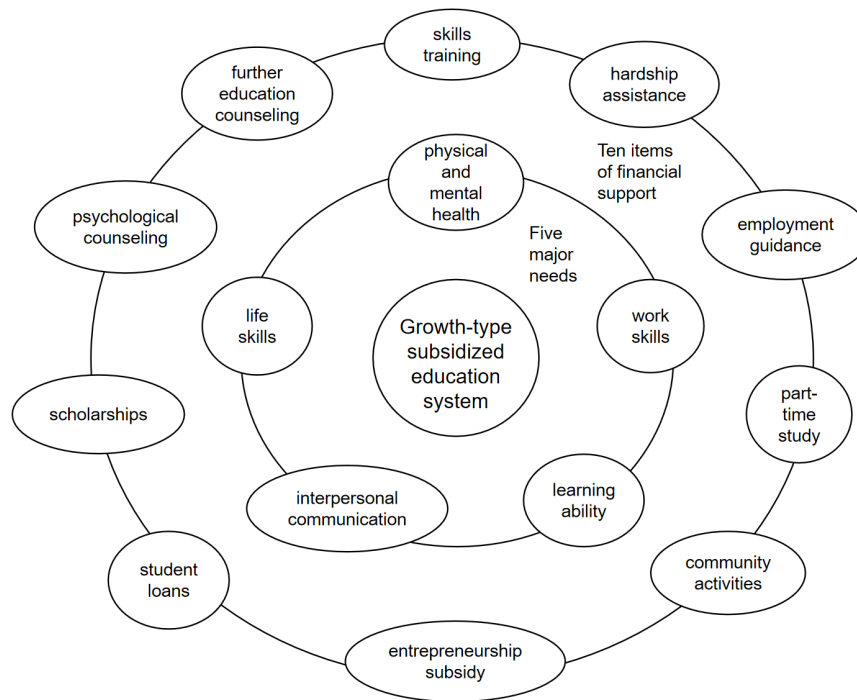 skills
training
further
education
counseling
hardship
assistance
Ten items
of financial
support
physical
and
mental
health
psychological
counseling
employment
guidance
Five
major
needs
life
skills
work
skills
Growth-type
subsidized
education
system
scholarships
part-
time
study
interpersonal
communication
learning
ability
student
loans
community
activities
entrepreneurship
subsidy